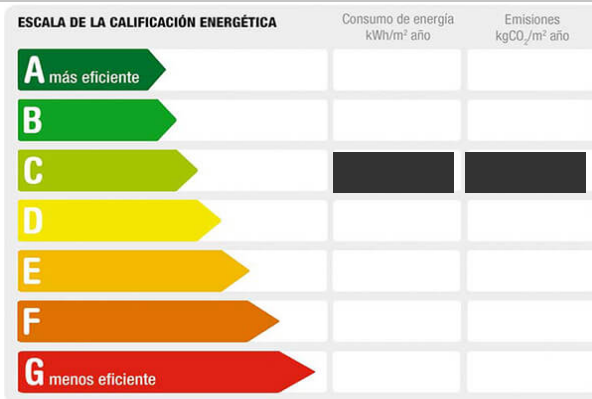 ESCALA DE LA CALIFICACIÓN ENERGÉTICA
Consumo de energía
kWh/m² año
Emisiones
kgCO₂/m² año
A más eficiente
B
C
D
E
F
G menos eficiente